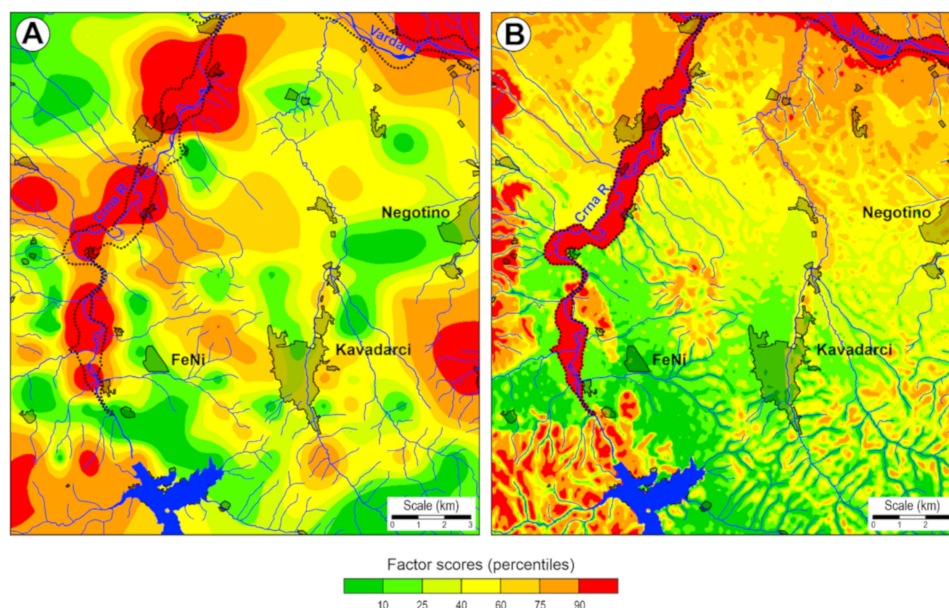 A
Vardar
Crna R.
Negotino
FeNi
Kavadarci
Scale (km)
0 1 2 3
B
Vardar
Crna R.
Negotino
FeNi
Kavadarci
Scale (km)
0 1 2
Factor scores (percentiles)
10 25 40 60 75 90